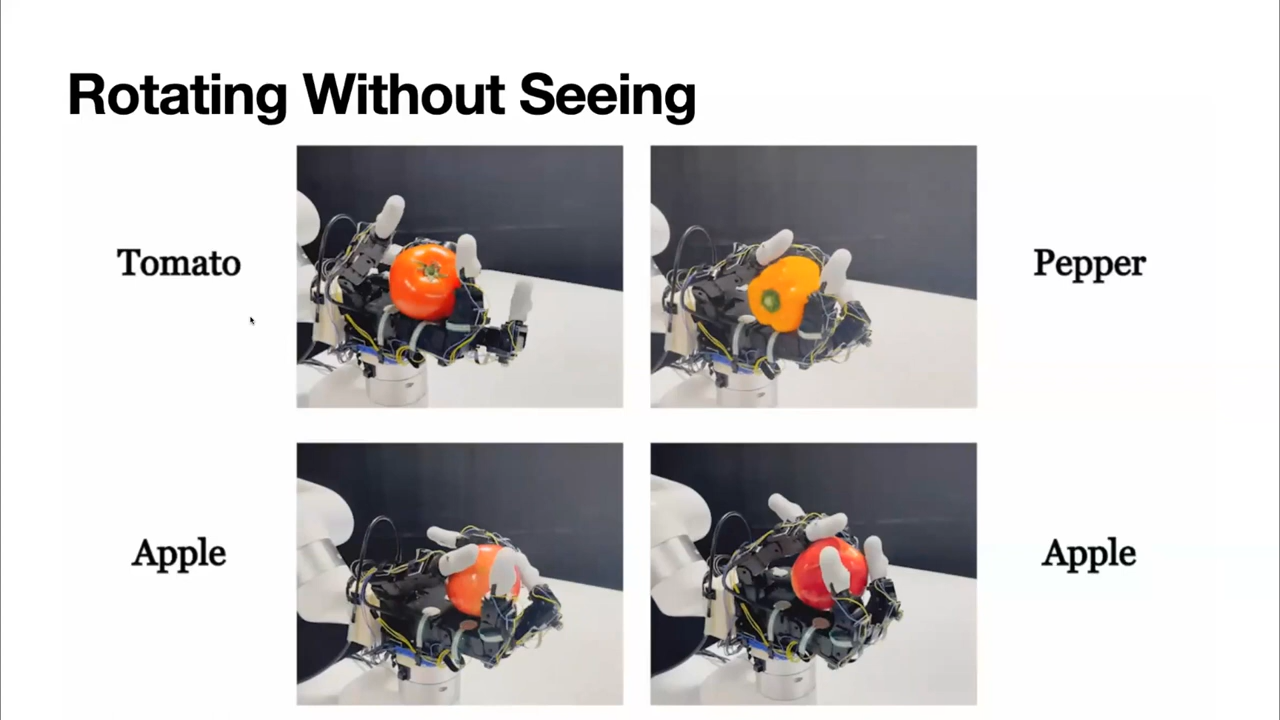 Rotating Without Seeing
Tomato
Pepper
Apple
Apple